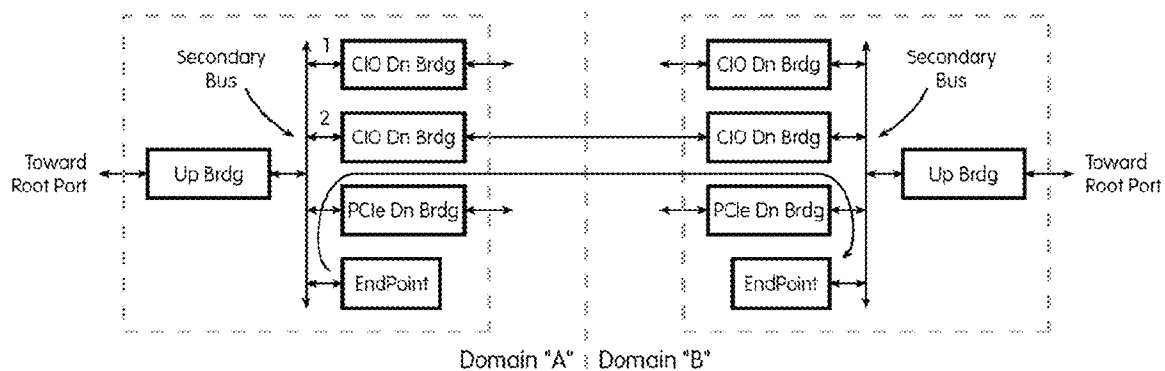 1
CIO Dn Brdg
CIO Dn Brdg
Secondary
Bus
Secondary
Bus
2
CIO Dn Brdg
CIO Dn Brdg
Toward
Root Port
Up Brdg
Up Brdg
Toward
Root Port
PCIe Dn Brdg
PCIe Dn Brdg
EndPoint
EndPoint
Domain "A"
Domain "B"